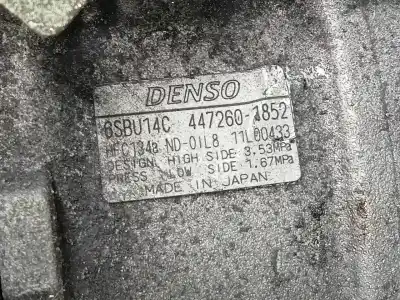 DENSO
6SBU14C 447260-1852
HFC134a ND-OIL8 11L00433
DESIGN HIGH SIDE 3.53MPa
PRESS LOW SIDE 1.67MPa
MADE IN JAPAN